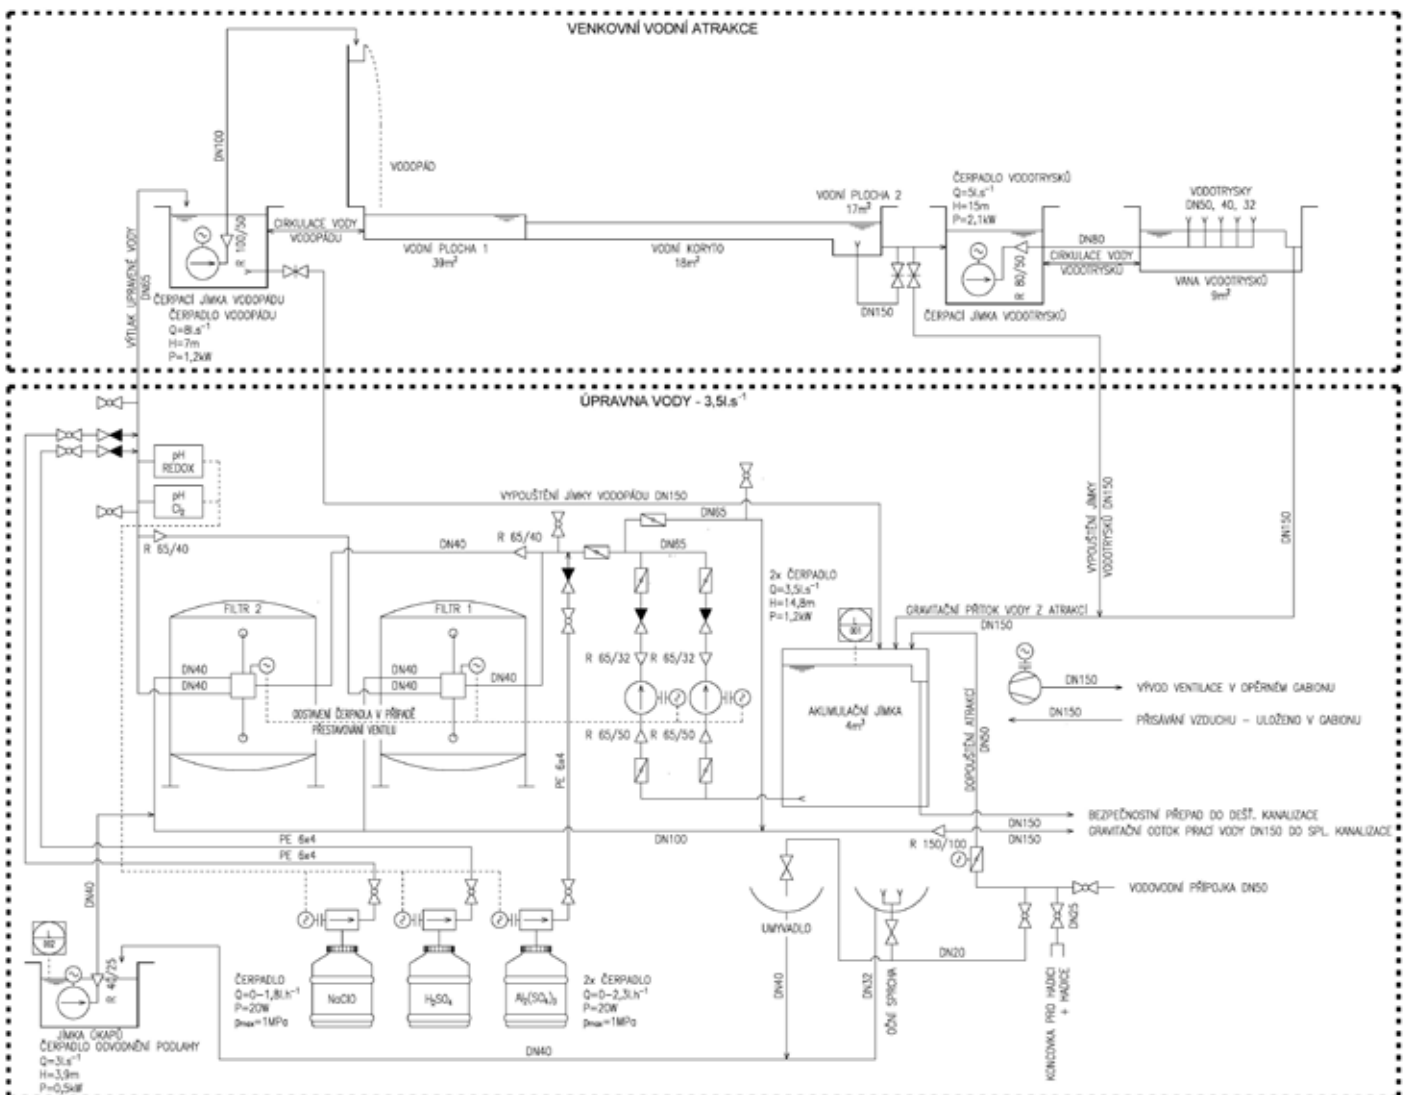 VENKOVNÍ VODNÍ ATRAKCE
DN100
VODOPÁD
VÝTLAK UPRAVENÉ VODY
DN65
R 100/50
CIRKULACE VODY
VODOPÁDU
VODNÍ PLOCHA 1
39m²
VODNÍ KORYTO
18m²
VODNÍ PLOCHA 2
17m²
DN150
ČERPADLO VODOTRYSKŮ
Q=5l.s⁻¹
H=15m
P=2,1kW
R 80/50
DN80
CIRKULACE VODY
VODOTRYSKŮ
VODOTRYSKY
DN50, 40, 32
VANA VODOTRYSKŮ
9m²
ČERPACÍ JÍMKA VODOTRYSKŮ
ČERPACÍ JÍMKA VODOPÁDU
ČERPADLO VODOPÁDU
Q=8l.s⁻¹
H=7m
P=1,2kW
ÚPRAVNA VODY - 3,5l.s⁻¹
pH
REDOX
pH
Cl₂
R 65/40
VYPOUŠTĚNÍ JÍMKY VODOPÁDU DN150
DN65
DN40
R 65/40
DN65
VYPOUŠTĚNÍ JÍMKY
VODOTRYSKŮ DN150
DN150
2x ČERPADLO
Q=3,5l.s⁻¹
H=14,8m
P=1,2kW
L
001
GRAVITAČNÍ PŘÍTOK VODY Z ATRAKCÍ
DN150
FILTR 2
FILTR 1
DN40
DN40
DN40
DN40
DN40
R 65/32
R 65/32
ODSTAVENÍ ČERPADLA V PŘÍPADĚ
PŘESTAVOVÁNÍ VENTILU
R 65/50
R 65/50
PE 6x4
AKUMULAČNÍ JÍMKA
4m³
DOPOUŠTĚNÍ ATRAKCÍ
DN50
DN150
VÝVOD VENTILACE V OPĚRNÉM GABIONU
DN150
PŘISÁVÁNÍ VZDUCHU – ULOŽENO V GABIONU
BEZPEČNOSTNÍ PŘEPAD DO DEŠŤ. KANALIZACE
DN150
GRAVITAČNÍ ODTOK PRACÍ VODY DN150 DO SPL. KANALIZACE
DN150
R 150/100
DN100
PE 6x4
PE 6x4
DN40
VODOVODNÍ PŘÍPOJKA DN50
DN25
KONCOVKA PRO HADICI
+ HADICE
UMYVADLO
DN40
DN32
OČNÍ SPRCHA
DN20
L
002
R 40/25
JÍMKA ÚKAPŮ
ČERPADLO ODVODNĚNÍ PODLAHY
Q=3l.s⁻¹
H=3,9m
P=0,5kW
ČERPADLO
Q=0-1,8l.h⁻¹
P=20W
pmax=1MPa
NaClO
H₂SO₄
Al₂(SO₄)₃
2x ČERPADLO
Q=0-2,3l.h⁻¹
P=20W
pmax=1MPa
DN40